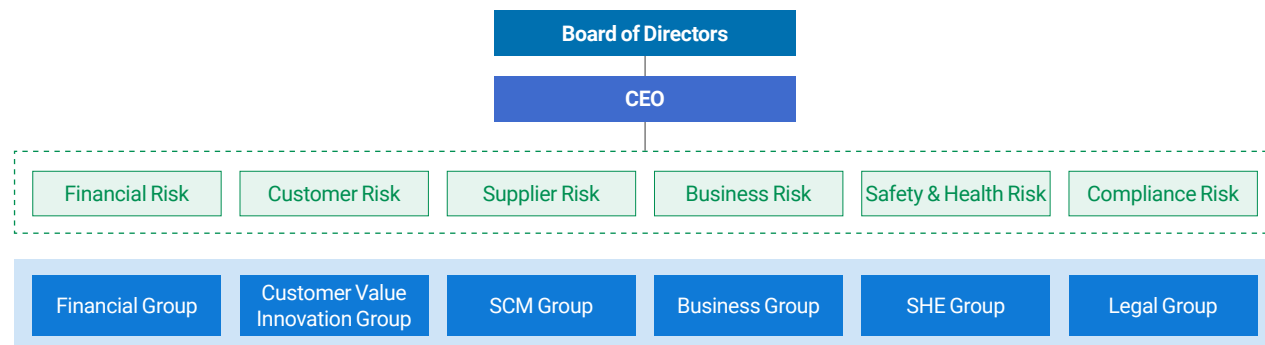 Board of Directors
CEO
Financial Risk
Customer Risk
Supplier Risk
Business Risk
Safety & Health Risk
Compliance Risk
Financial Group
Customer Value
Innovation Group
SCM Group
Business Group
SHE Group
Legal Group